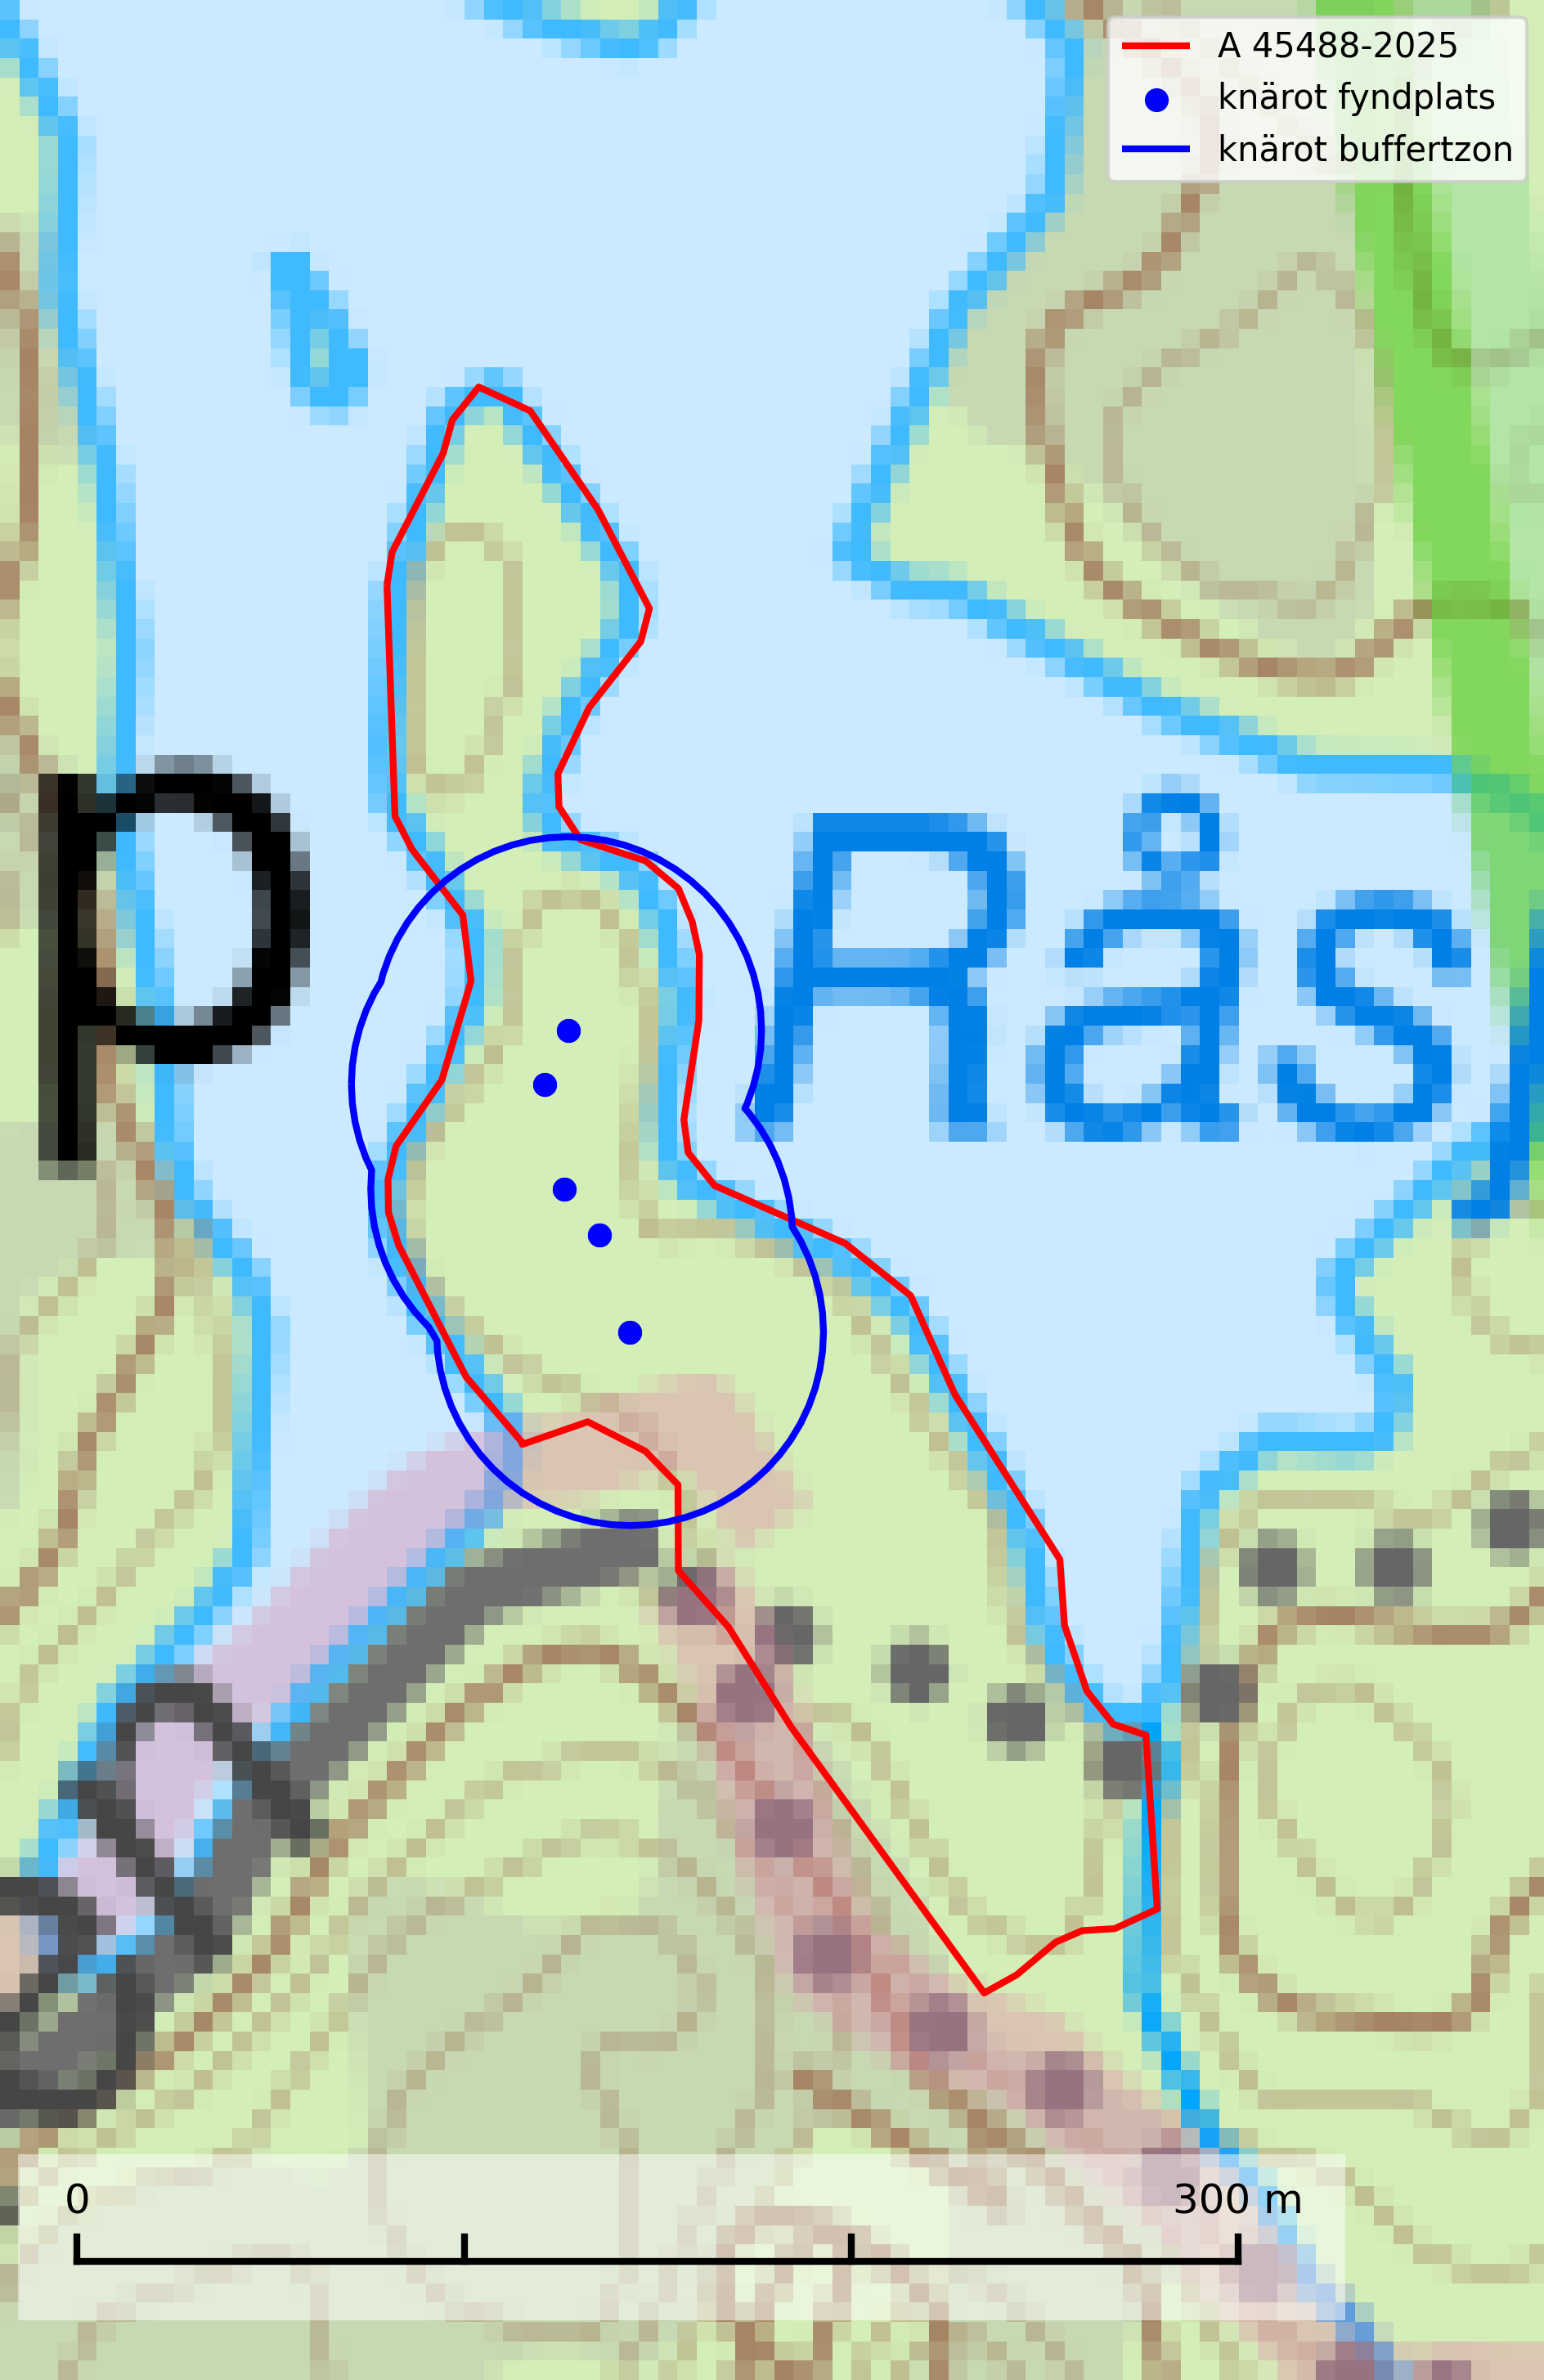 A 45488-2025
knärot fyndplats
knärot buffertzon
P
Rås
0
300 m